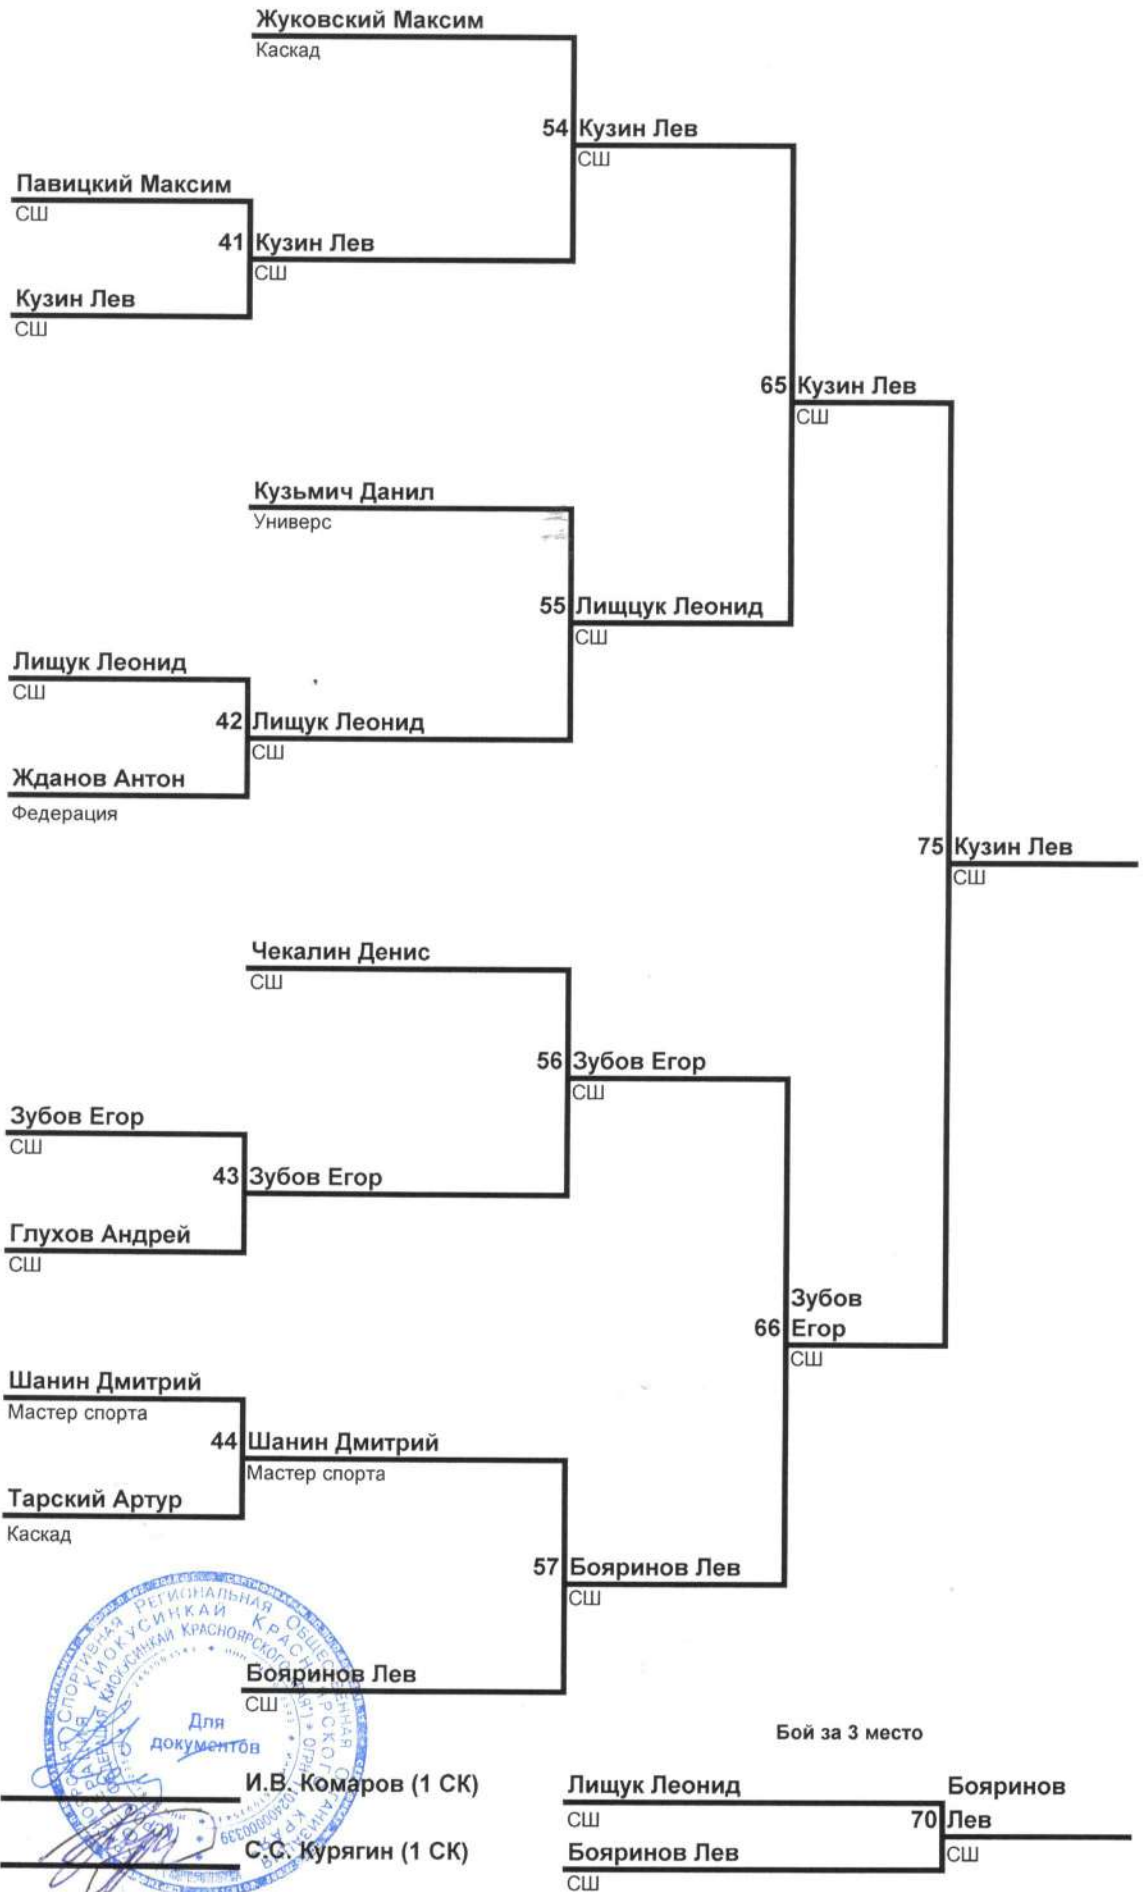 Жуковский Максим
Каскад
54 Кузин Лев
СШ
Павицкий Максим
СШ
41 Кузин Лев
СШ
Кузин Лев
СШ
65 Кузин Лев
СШ
Кузьмич Данил
Универс
55 Лищцук Леонид
СШ
Лищук Леонид
СШ
42 Лищук Леонид
СШ
Жданов Антон
Федерация
75 Кузин Лев
СШ
Чекалин Денис
СШ
56 Зубов Егор
СШ
Зубов Егор
СШ
43 Зубов Егор
Глухов Андрей
СШ
Зубов
66 Егор
СШ
Шанин Дмитрий
Мастер спорта
44 Шанин Дмитрий
Мастер спорта
Тарский Артур
Каскад
57 Бояринов Лев
СШ
Бояринов Лев
СШ
Для
документов
И.В. Комаров (1 СК)
С.С. Курягин (1 СК)
Бой за 3 место
Лищук Леонид
СШ
Бояринов Лев
СШ
Бояринов
70 Лев
СШ